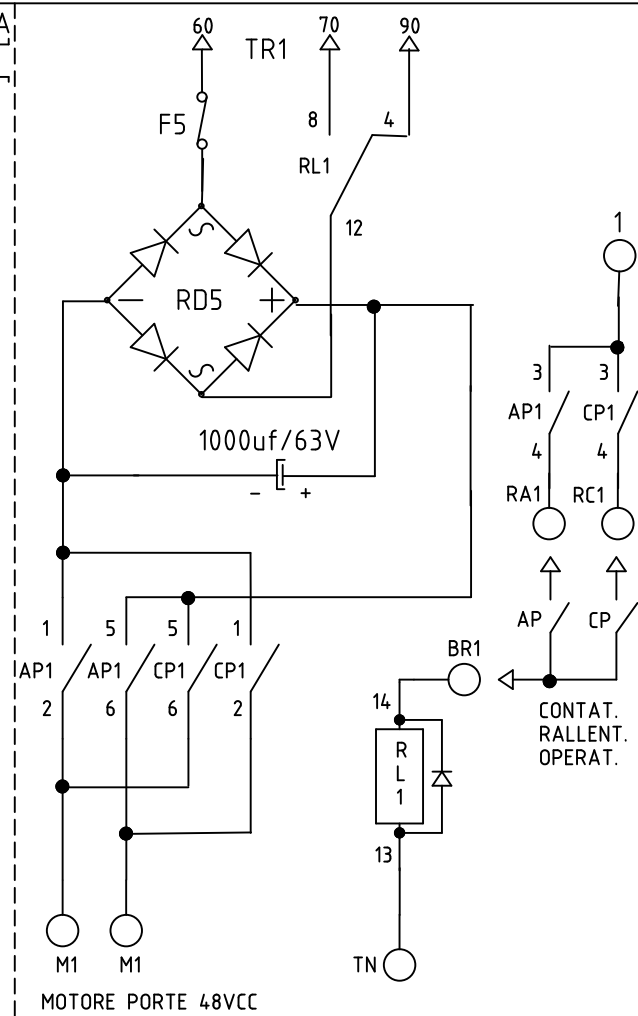 A
60
TR1
70
90
F5
8
4
RL1
12
1
S
− RD5 +
S
1000uf/63V
- +
3 3
AP1 CP1
4 4
RA1 RC1
AP CP
1 5 5 1
AP1 AP1 CP1 CP1
2 6 6 2
BR1
14
CONTAT.
RALLENT.
OPERAT.
R
L
1
13
TN
M1 M1
MOTORE PORTE 48VCC